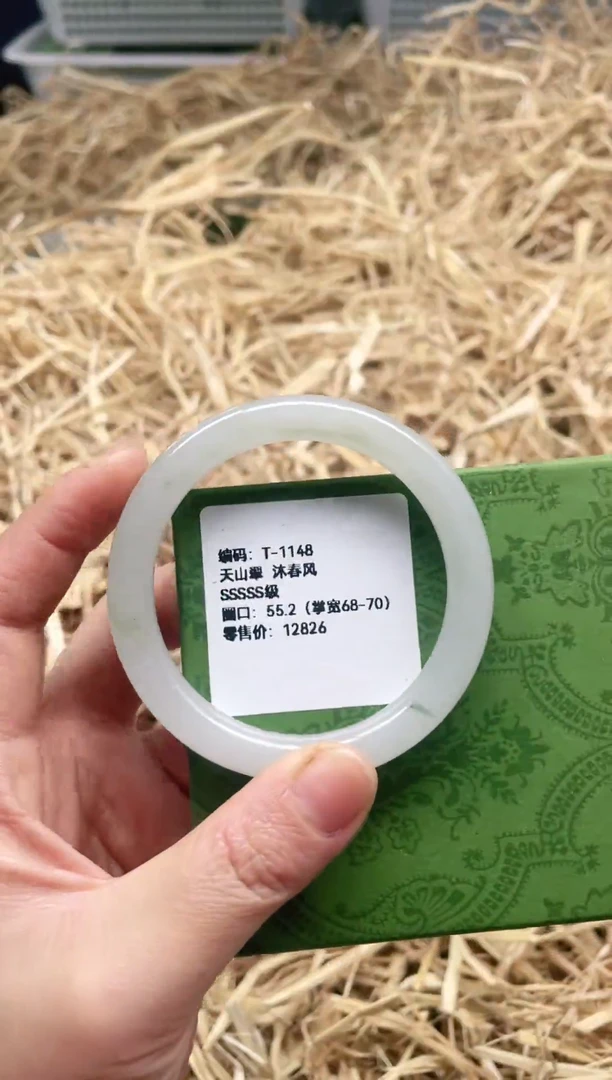 编码: T-1148
天山翠 沐春风
SSSSS级
圈口: 55.2 (掌宽68-70)
零售价: 12826